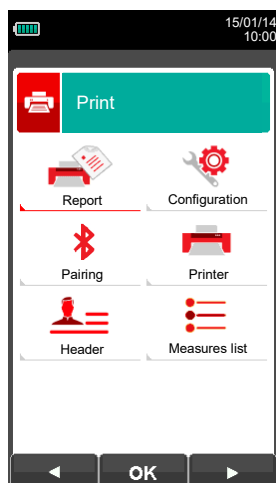 15/01/14
10:00
Print
Report
Configuration
Pairing
Printer
Header
Measures list
OK